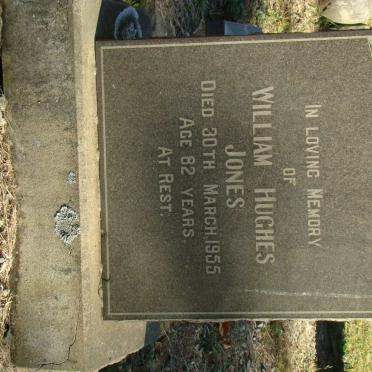 IN LOVING MEMORY
OF
WILLIAM HUGHES
JONES
DIED 30TH MARCH, 1955
AGE 82 YEARS
AT REST.